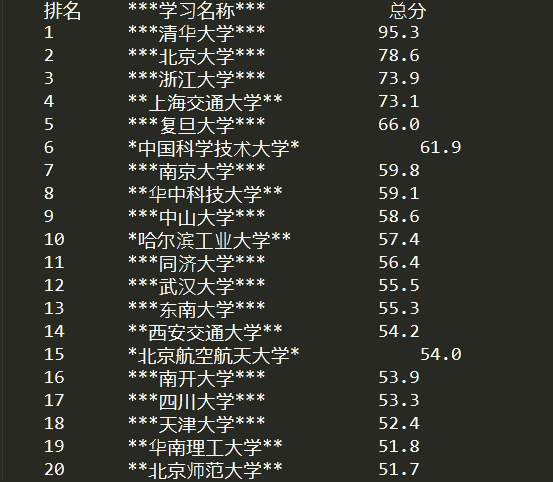 排名 ***学习名称*** 总分
1 ***清华大学*** 95.3
2 ***北京大学*** 78.6
3 ***浙江大学*** 73.9
4 **上海交通大学** 73.1
5 ***复旦大学*** 66.0
6 *中国科学技术大学* 61.9
7 ***南京大学*** 59.8
8 **华中科技大学** 59.1
9 ***中山大学*** 58.6
10 *哈尔滨工业大学** 57.4
11 ***同济大学*** 56.4
12 ***武汉大学*** 55.5
13 ***东南大学*** 55.3
14 **西安交通大学** 54.2
15 *北京航空航天大学* 54.0
16 ***南开大学*** 53.9
17 ***四川大学*** 53.3
18 ***天津大学*** 52.4
19 **华南理工大学** 51.8
20 **北京师范大学** 51.7